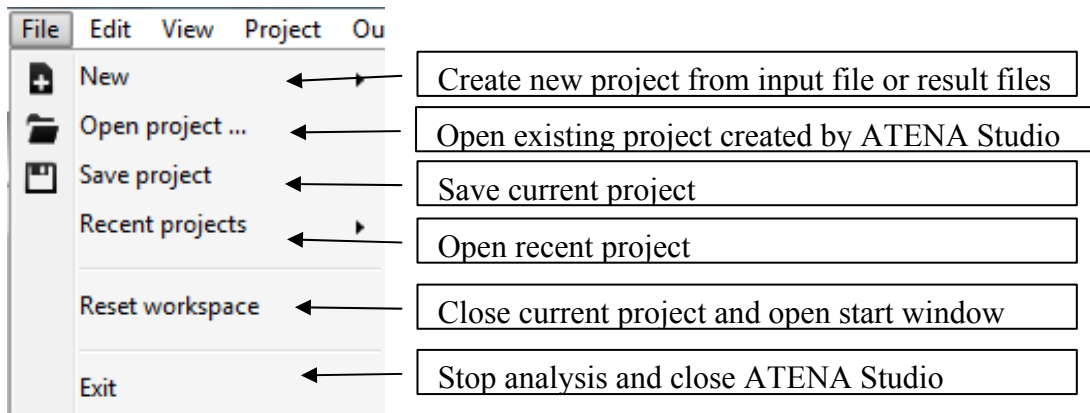 File Edit View Project Ou
New
Create new project from input file or result files
Open project ...
Open existing project created by ATENA Studio
Save project
Save current project
Recent projects
Open recent project
Reset workspace
Close current project and open start window
Exit
Stop analysis and close ATENA Studio